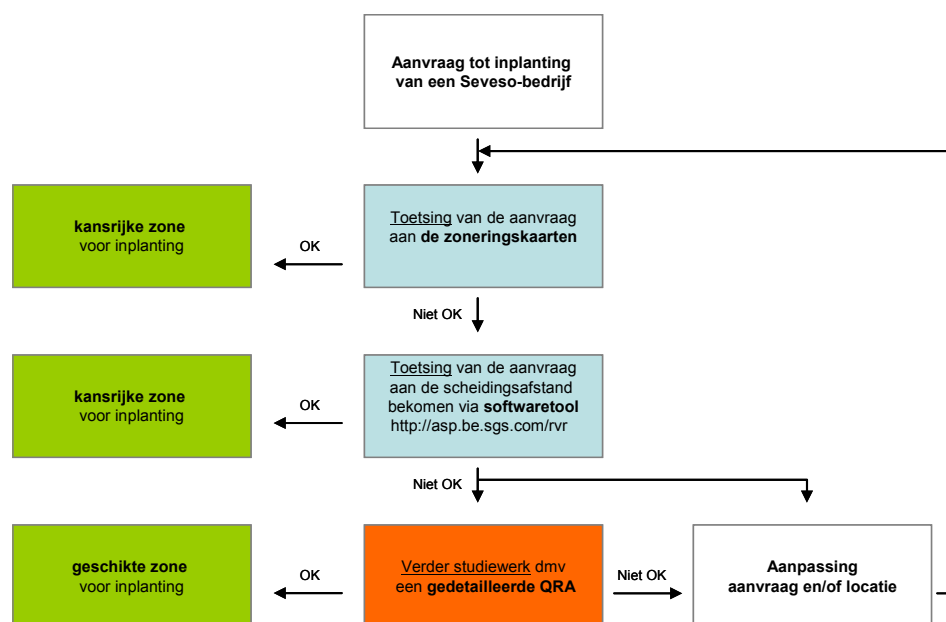 Aanvraag tot inplanting
van een Seveso-bedrijf
kansrijke zone
voor inplanting
OK
Toetsing van de aanvraag
aan de zoneringskaarten
Niet OK
kansrijke zone
voor inplanting
OK
Toetsing van de aanvraag
aan de scheidingsafstand
bekomen via softwaretool
http://asp.be.sgs.com/rvr
Niet OK
geschikte zone
voor inplanting
OK
Verder studiewerk dmv
een gedetailleerde QRA
Niet OK
Aanpassing
aanvraag en/of locatie